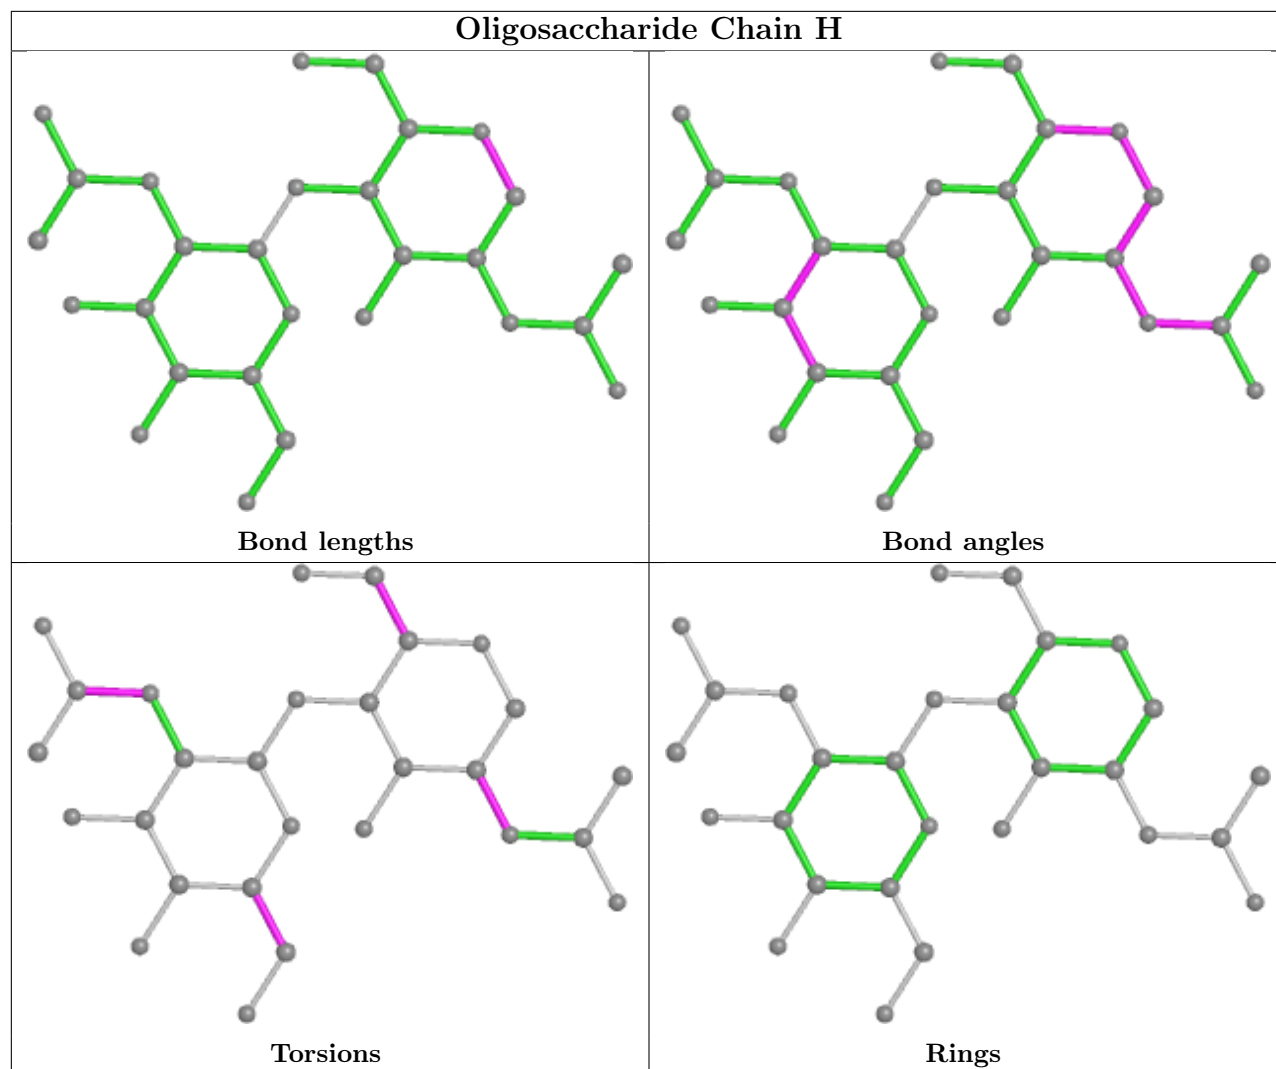 Oligosaccharide Chain H
Bond lengths
Bond angles
Torsions
Rings